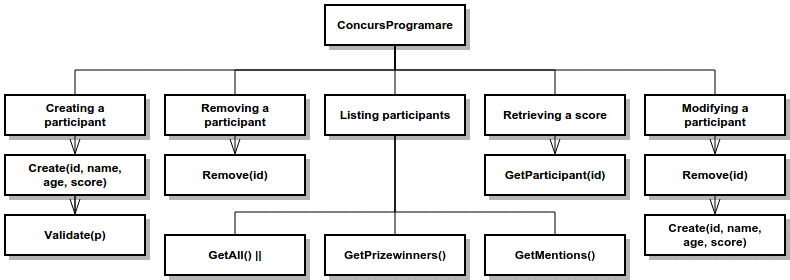 ConcursProgramare
Creating a
participant
Removing a
participant
Listing participants
Retrieving a score
Modifying a
participant
Create(id, name,
age, score)
Remove(id)
GetParticipant(id)
Remove(id)
Validate(p)
Create(id, name,
age, score)
GetAll() ||
GetPrizewinners()
GetMentions()